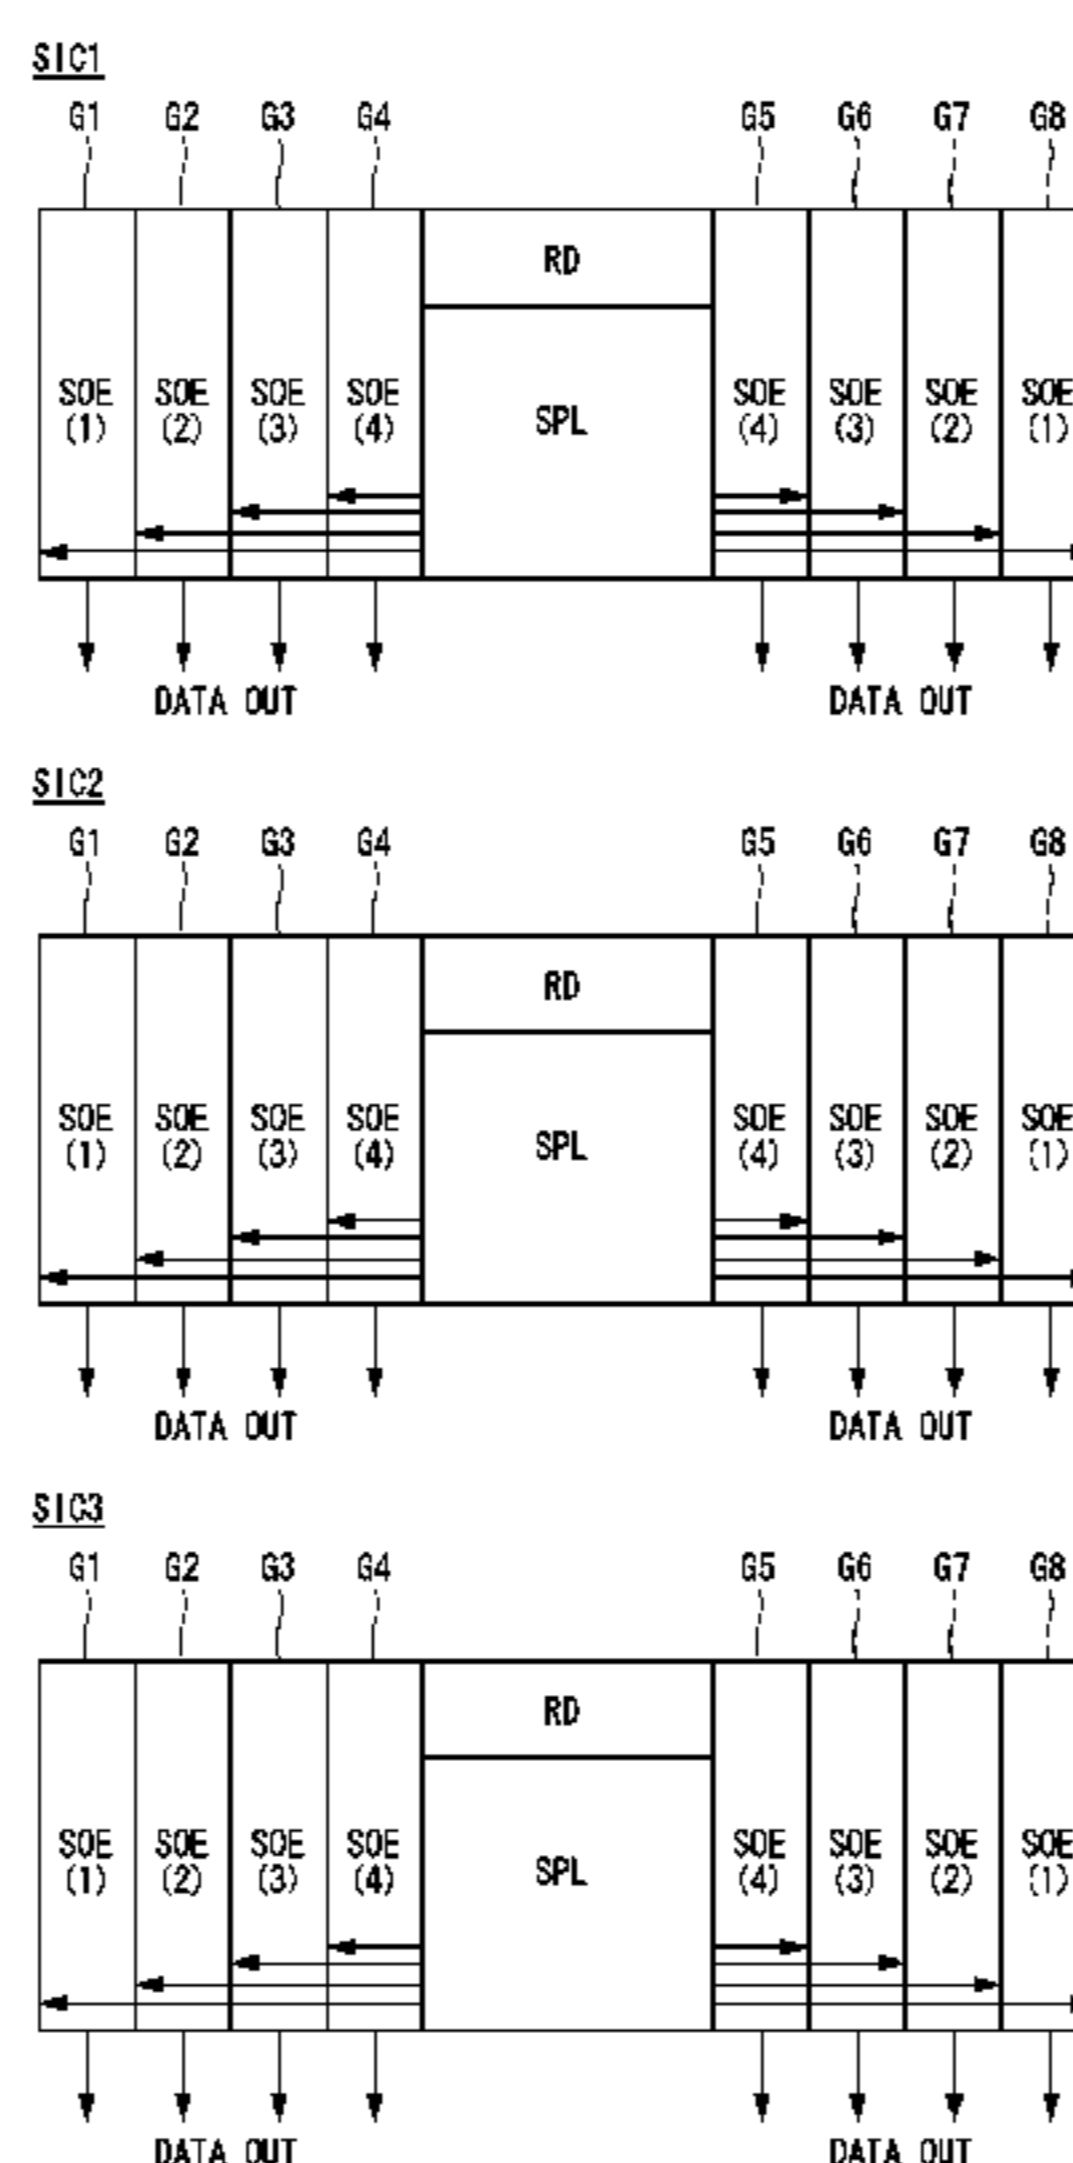 SIC1
G1 G2 G3 G4 G5 G6 G7 G8
RD
SOE SOE SOE SOE SPL SOE SOE SOE SOE
(1) (2) (3) (4) (4) (3) (2) (1)
DATA OUT DATA OUT
SIC2
G1 G2 G3 G4 G5 G6 G7 G8
RD
SOE SOE SOE SOE SPL SOE SOE SOE SOE
(1) (2) (3) (4) (4) (3) (2) (1)
DATA OUT DATA OUT
SIC3
G1 G2 G3 G4 G5 G6 G7 G8
RD
SOE SOE SOE SOE SPL SOE SOE SOE SOE
(1) (2) (3) (4) (4) (3) (2) (1)
DATA OUT DATA OUT